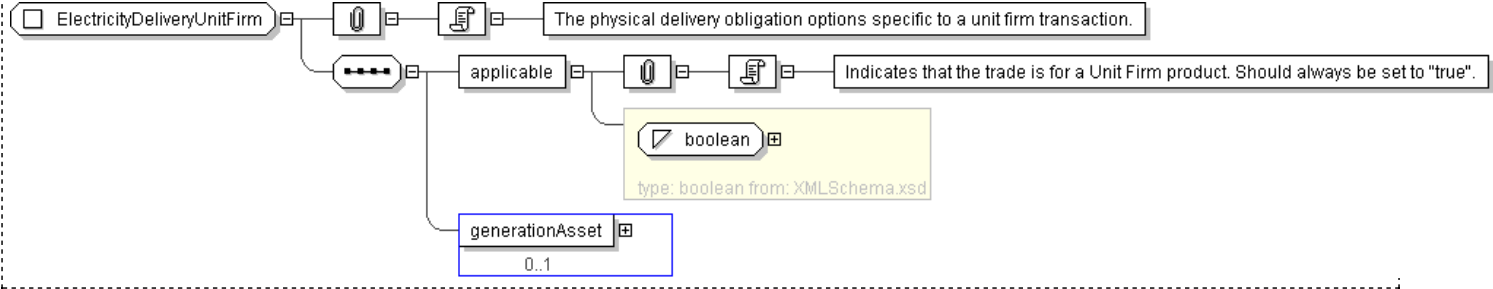 ElectricityDeliveryUnitFirm
The physical delivery obligation options specific to a unit firm transaction.
applicable
Indicates that the trade is for a Unit Firm product. Should always be set to "true".
boolean
type: boolean from: XMLSchema.xsd
generationAsset
0..1